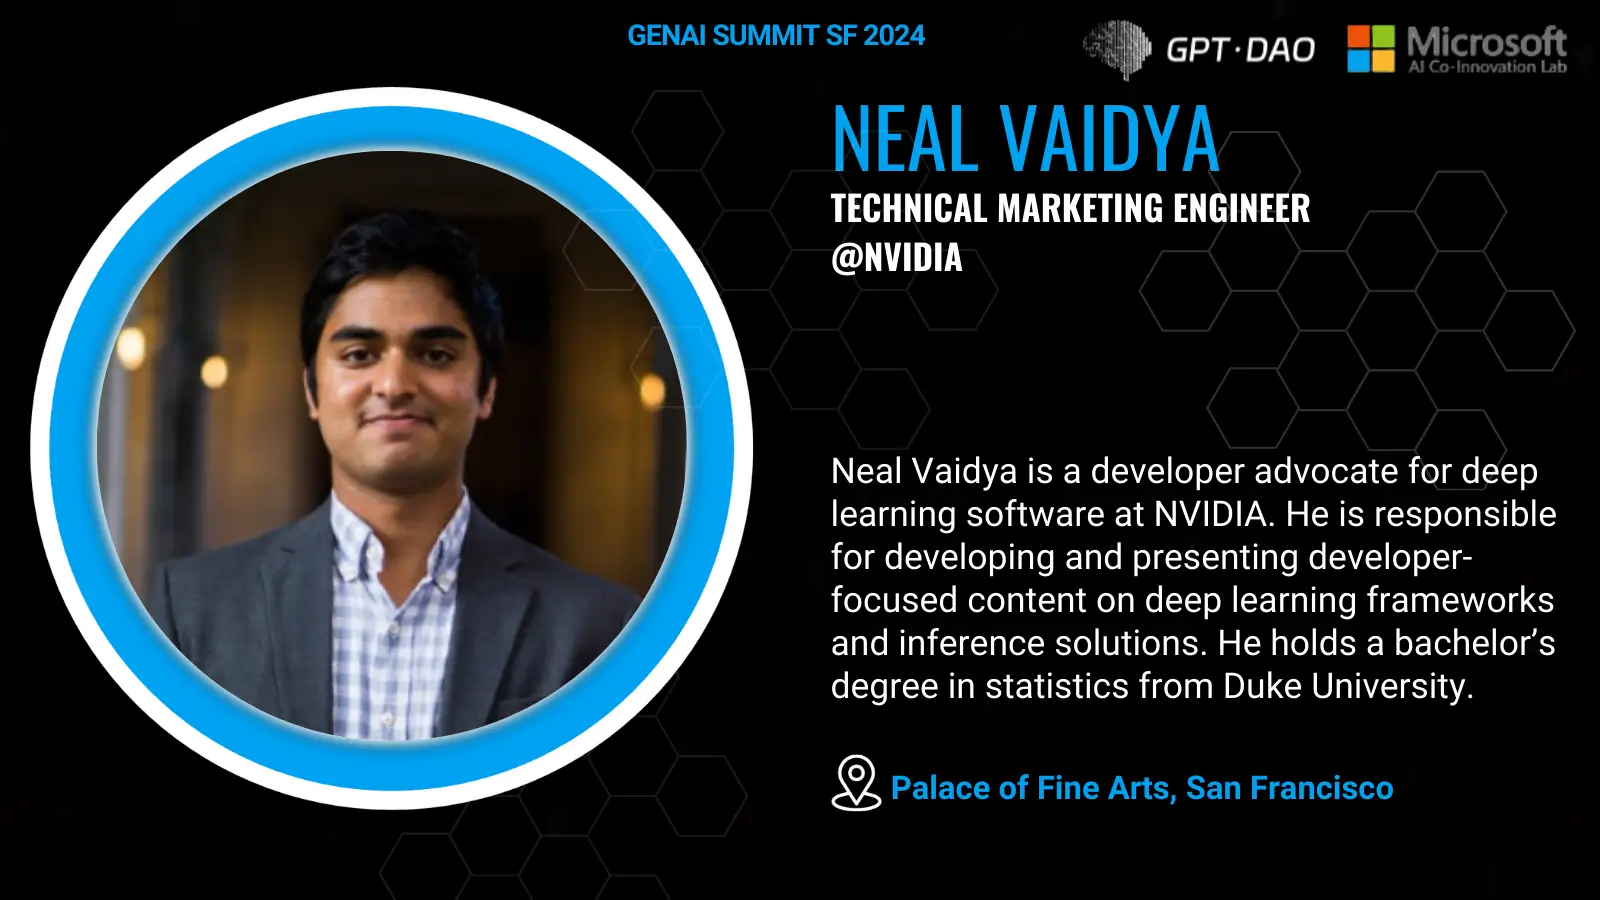 GENAI SUMMIT SF 2024
GPT·DAO
Microsoft
AI Co-Innovation Lab
NEAL VAIDYA
TECHNICAL MARKETING ENGINEER
@NVIDIA
Neal Vaidya is a developer advocate for deep
learning software at NVIDIA. He is responsible
for developing and presenting developer-
focused content on deep learning frameworks
and inference solutions. He holds a bachelor’s
degree in statistics from Duke University.
Palace of Fine Arts, San Francisco